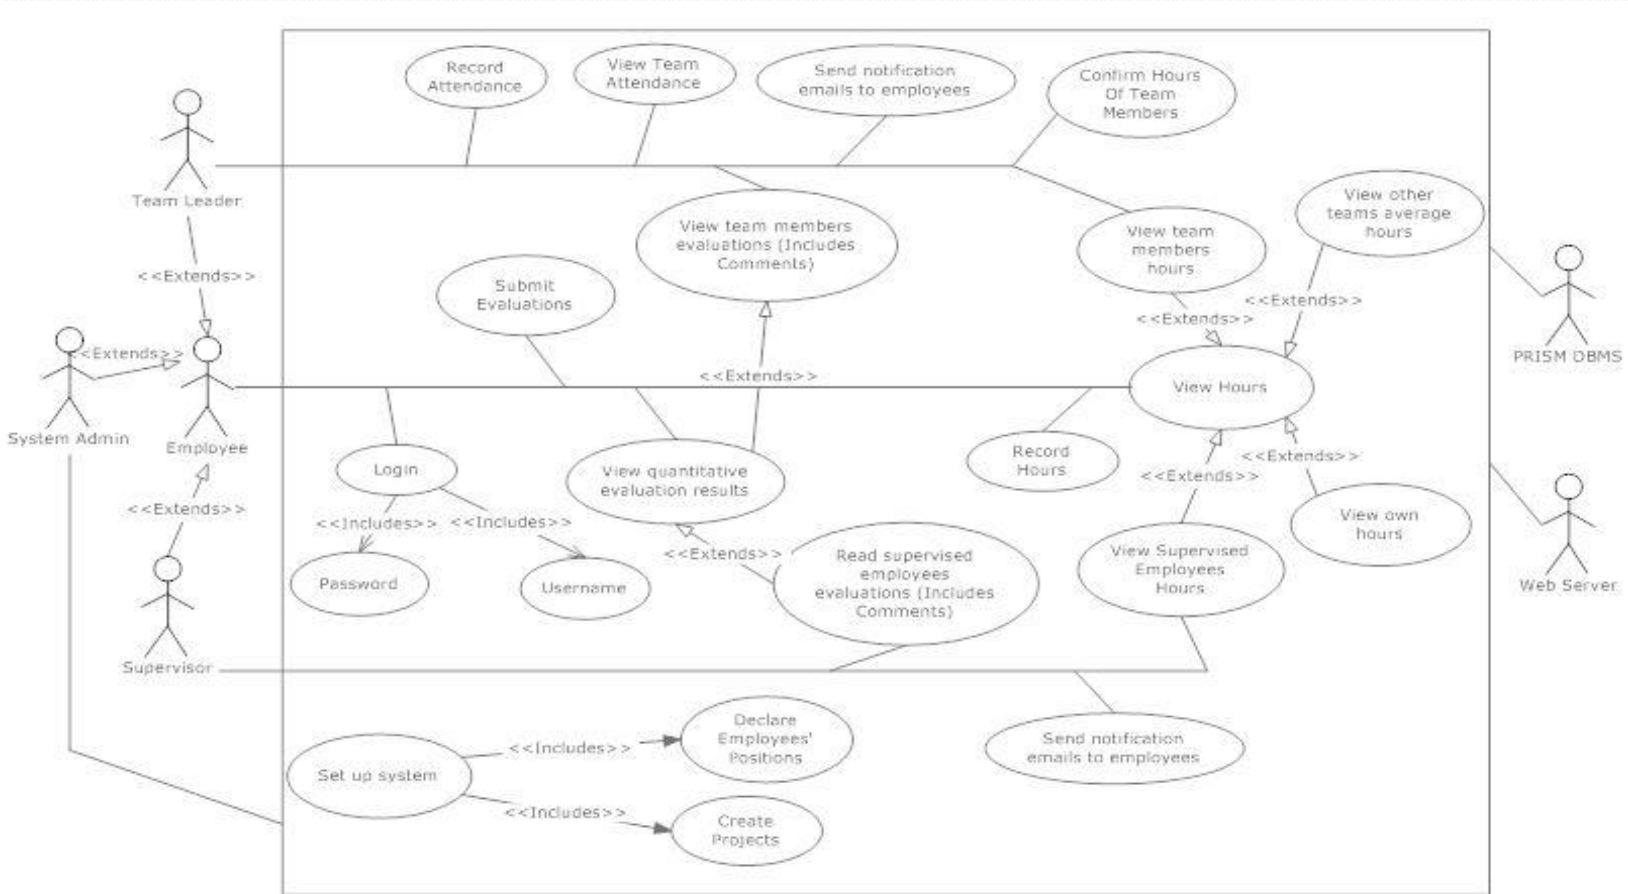 Record
Attendance
View Team
Attendance
Send notification
emails to employees
Confirm Hours
Of Team
Members
Team Leader
View team members
evaluations (Includes
Comments)
View team
members
hours
View other
teams average
hours
<<Extends>>
Submit
Evaluations
<<Extends>>
<<Extends>>
PRISM DBMS
<<Extends>>
<<Extends>>
View Hours
System Admin
Employee
Login
View quantitative
evaluation results
Record
Hours
<<Extends>>
<<Extends>>
<<Extends>>
<<Includes>>
<<Includes>>
<<Extends>>
View own
hours
Password
Username
Read supervised
employees
evaluations (Includes
Comments)
View Supervised
Employees
Hours
Web Server
Supervisor
Set up system
<<Includes>>
Declare
Employees'
Positions
Send notification
emails to employees
<<Includes>>
Create
Projects